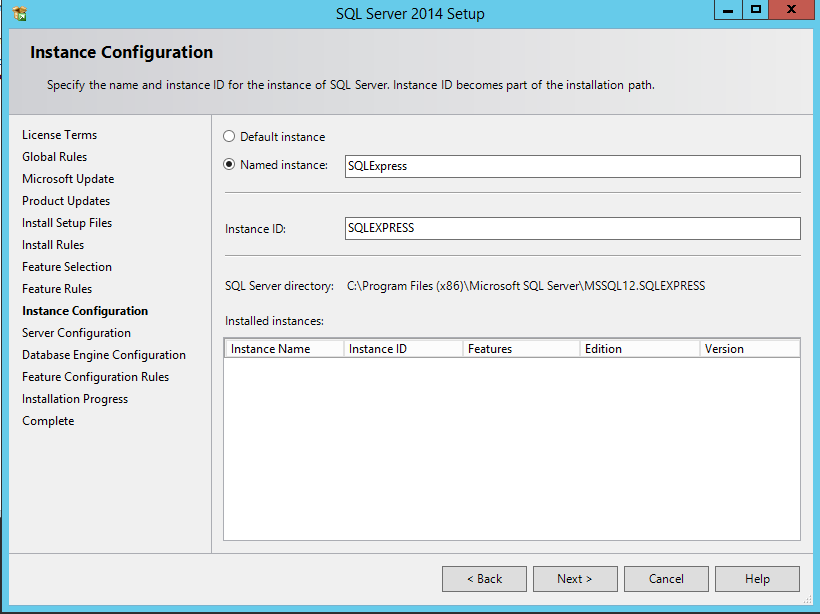 SQL Server 2014 Setup
Instance Configuration
Specify the name and instance ID for the instance of SQL Server. Instance ID becomes part of the installation path.
License Terms
Global Rules
Microsoft Update
Product Updates
Install Setup Files
Install Rules
Feature Selection
Feature Rules
Instance Configuration
Server Configuration
Database Engine Configuration
Feature Configuration Rules
Installation Progress
Complete
Default instance
Named instance: SQLExpress
Instance ID: SQLEXPRESS
SQL Server directory: C:\Program Files (x86)\Microsoft SQL Server\MSSQL12.SQLEXPRESS
Installed instances:
Instance Name Instance ID Features Edition Version
< Back Next > Cancel Help